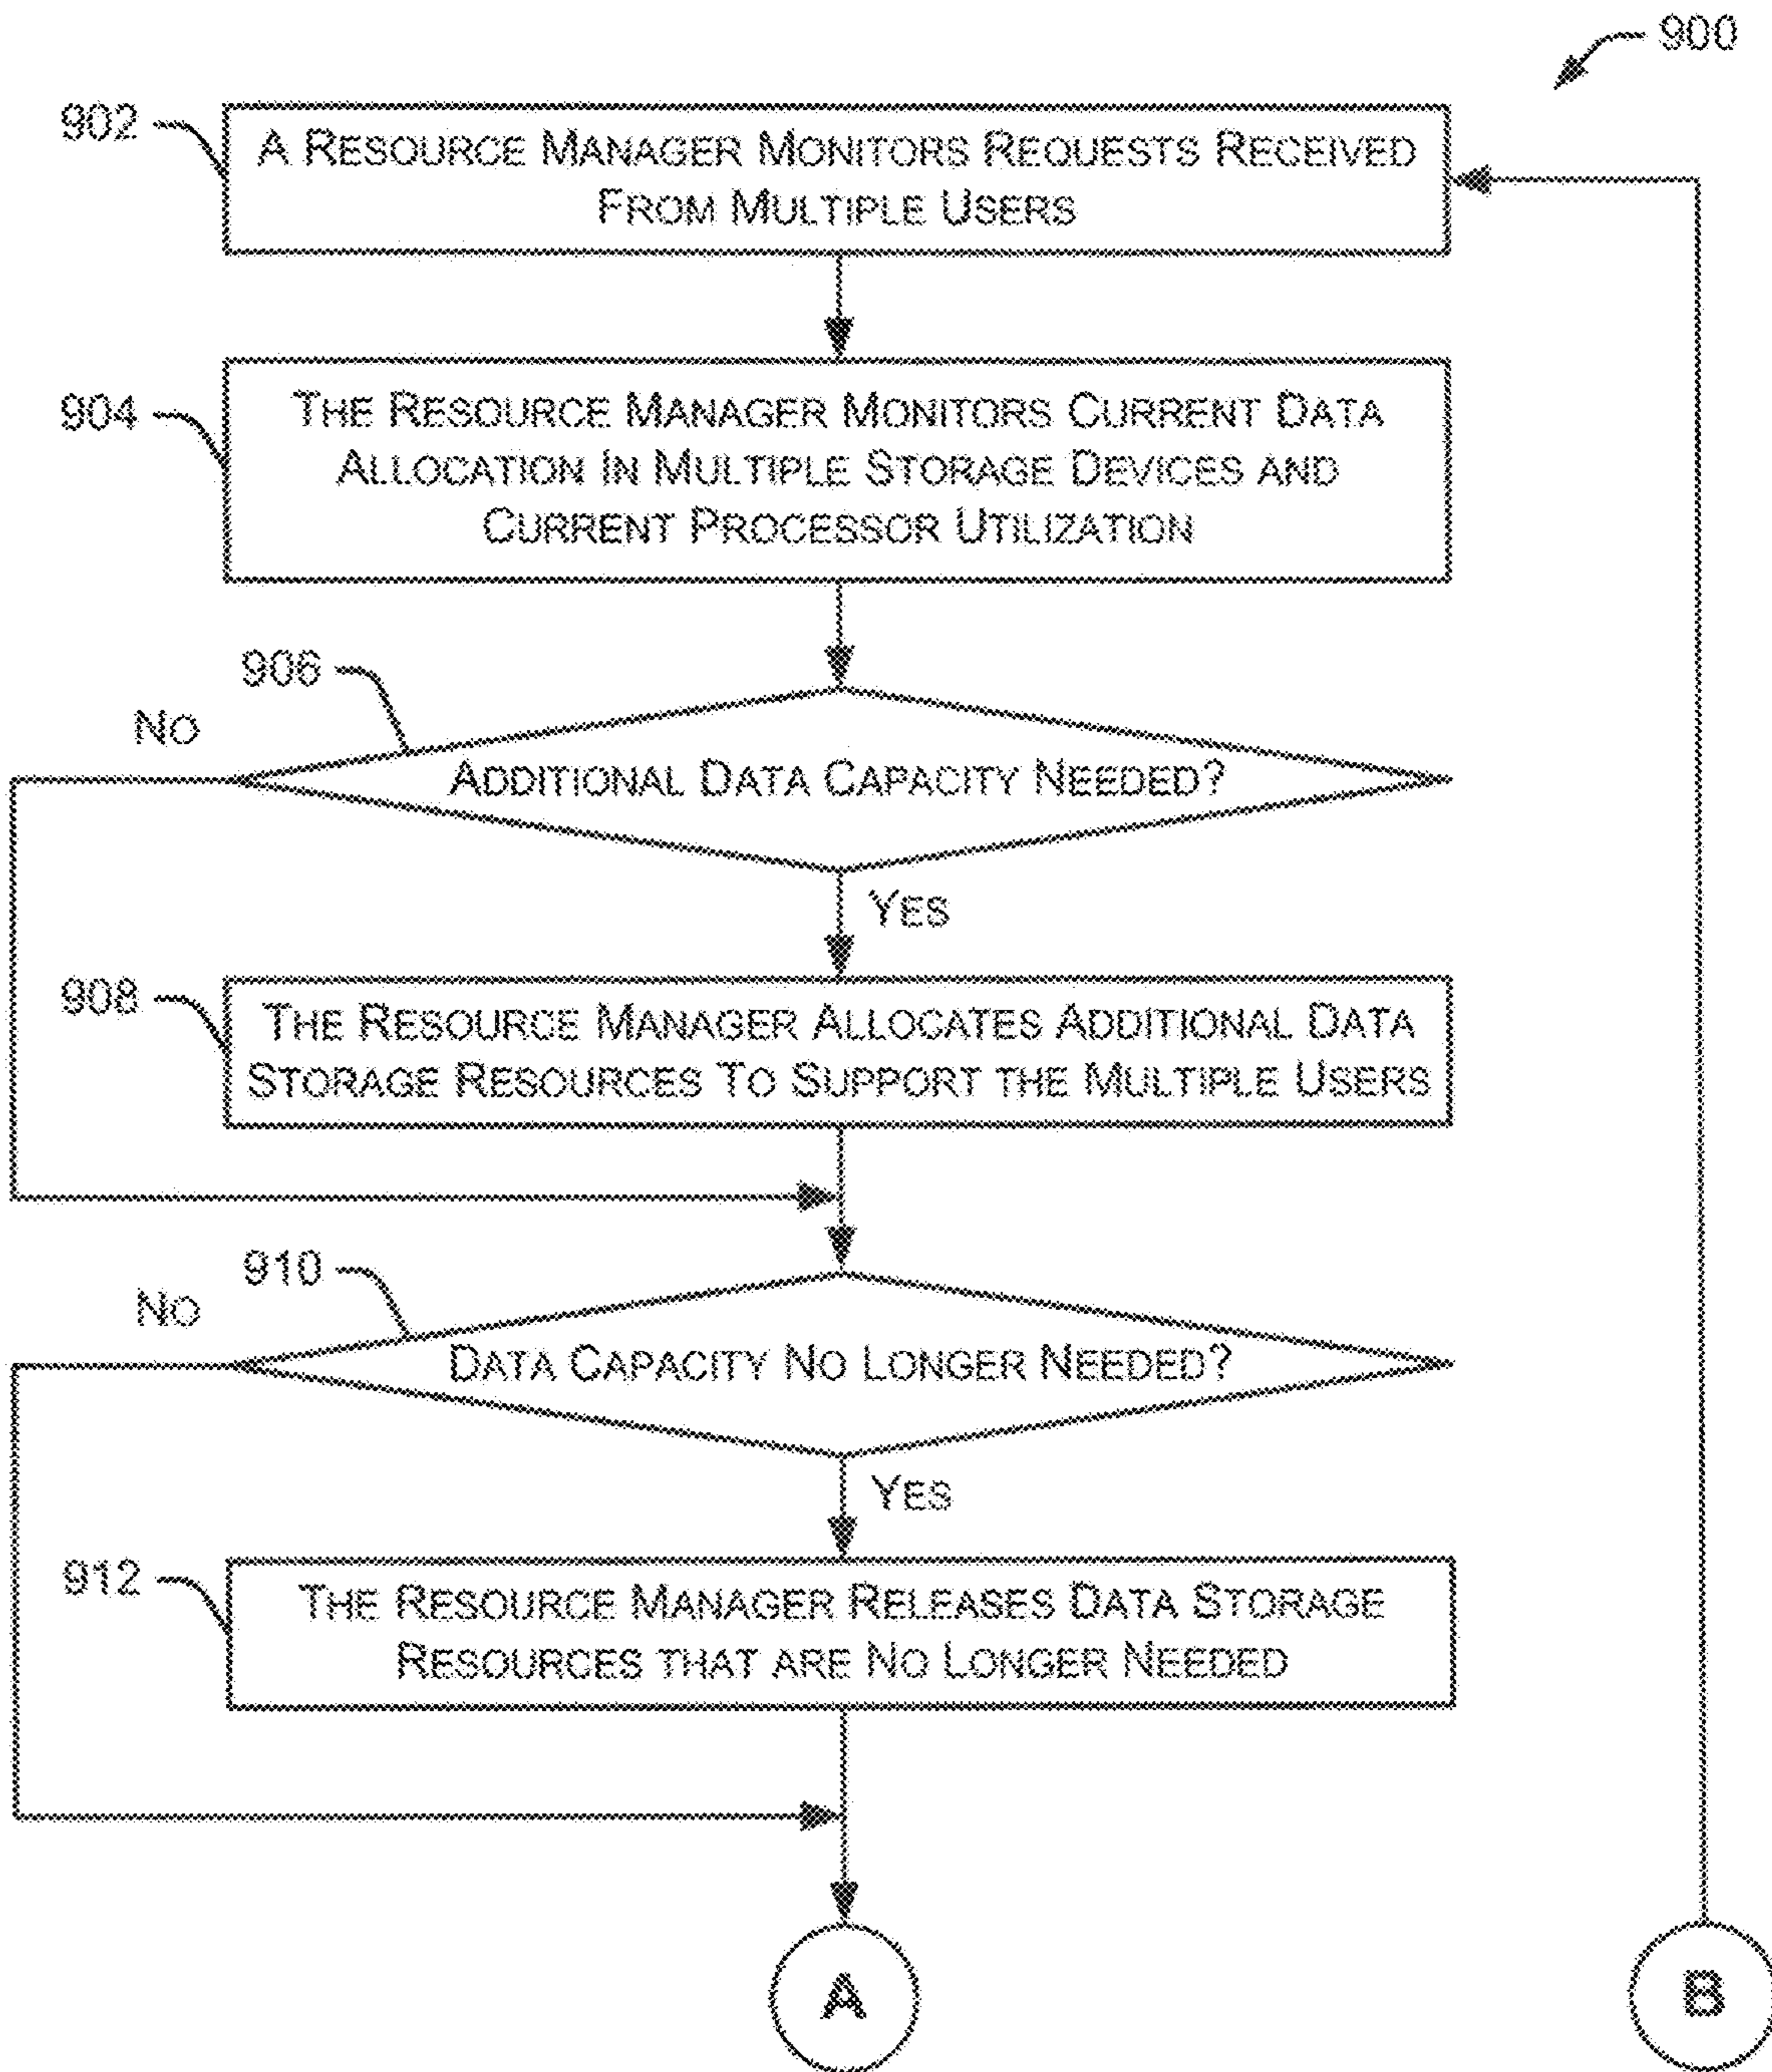 900
902
A RESOURCE MANAGER MONITORS REQUESTS RECEIVED
FROM MULTIPLE USERS
904
THE RESOURCE MANAGER MONITORS CURRENT DATA
ALLOCATION IN MULTIPLE STORAGE DEVICES AND
CURRENT PROCESSOR UTILIZATION
906
NO
ADDITIONAL DATA CAPACITY NEEDED?
YES
908
THE RESOURCE MANAGER ALLOCATES ADDITIONAL DATA
STORAGE RESOURCES TO SUPPORT THE MULTIPLE USERS
910
NO
DATA CAPACITY NO LONGER NEEDED?
YES
912
THE RESOURCE MANAGER RELEASES DATA STORAGE
RESOURCES THAT ARE NO LONGER NEEDED
A
B